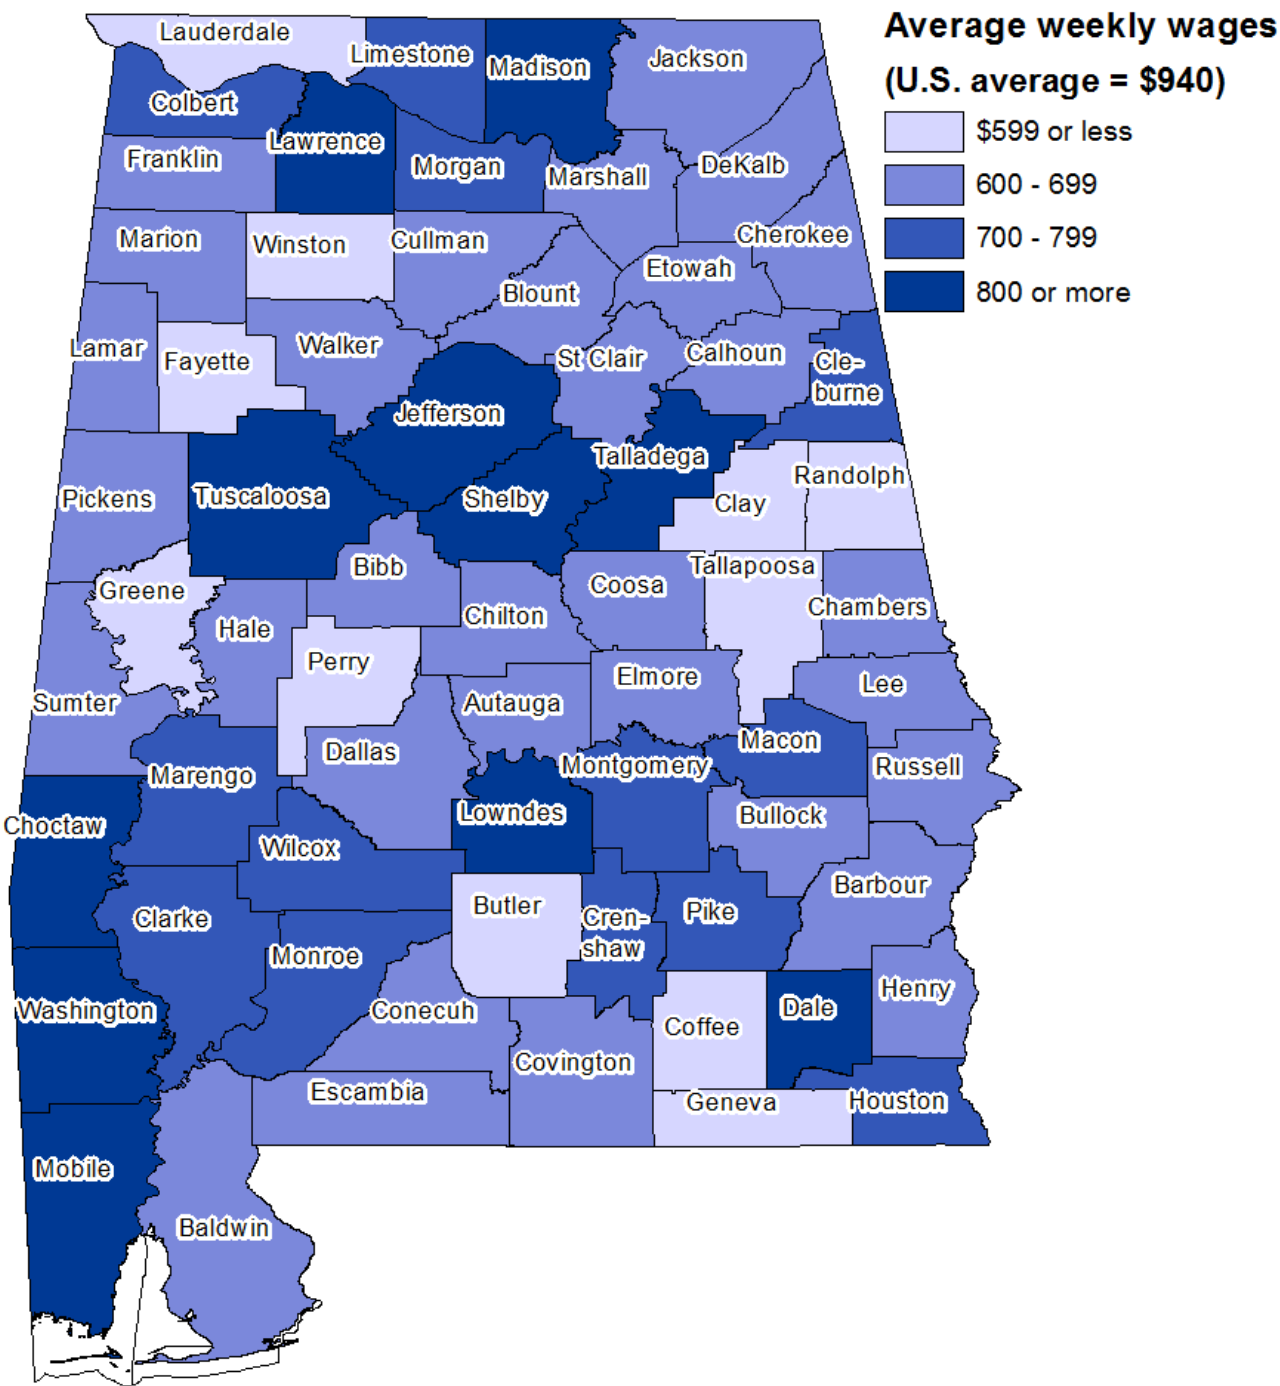 Average weekly wages
(U.S. average = $940)
$599 or less
600 - 699
700 - 799
800 or more
Lauderdale
Limestone
Madison
Jackson
Colbert
Lawrence
Franklin
Morgan
Marshall
DeKalb
Marion
Winston
Cullman
Cherokee
Etowah
Blount
Lamar
Fayette
Walker
St Clair
Calhoun
Cle-
burne
Jefferson
Talladega
Randolph
Pickens
Tuscaloosa
Shelby
Clay
Bibb
Tallapoosa
Greene
Coosa
Chambers
Hale
Chilton
Perry
Elmore
Lee
Sumter
Autauga
Dallas
Macon
Marengo
Montgomery
Russell
Choctaw
Lowndes
Bullock
Wilcox
Barbour
Clarke
Butler
Cren-
shaw
Pike
Monroe
Henry
Washington
Conecuh
Coffee
Dale
Covington
Escambia
Geneva
Houston
Mobile
Baldwin